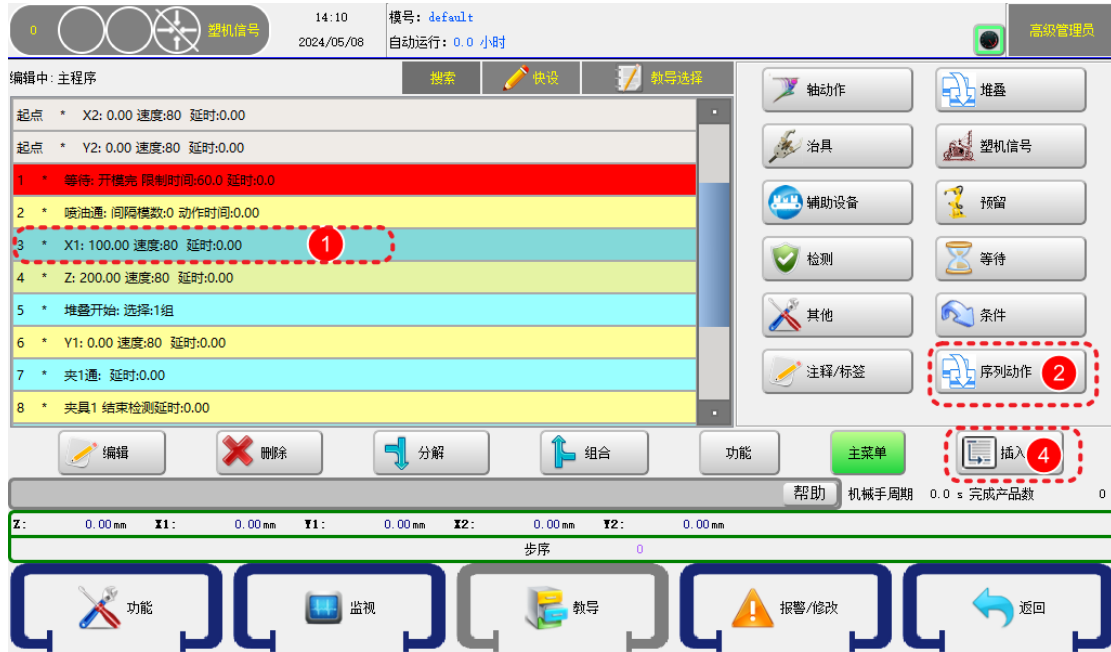 0 塑机信号 14:10 模号: default 高级管理员
2024/05/08 自动运行: 0.0 小时
编辑中: 主程序 搜索 快设 教导选择
起点 * X2: 0.00 速度:80 延时:0.00
起点 * Y2: 0.00 速度:80 延时:0.00
1 * 等待: 开模完 限制时间:60.0 延时:0.0
2 * 喷油通: 间隔模数:0 动作时间:0.00
3 * X1: 100.00 速度:80 延时:0.00 1
4 * Z: 200.00 速度:80 延时:0.00
5 * 堆叠开始: 选择:1组
6 * Y1: 0.00 速度:80 延时:0.00
7 * 夹1通: 延时:0.00
8 * 夹具1 结束检测延时:0.00
轴动作 堆叠
治具 塑机信号
辅助设备 预留
检测 等待
其他 条件
注释/标签 序列动作 2
编辑 删除 分解 组合 功能 主菜单 插入 4
帮助 机械手周期 0.0 s 完成产品数 0
Z: 0.00mm X1: 0.00mm Y1: 0.00mm X2: 0.00mm Y2: 0.00mm
步序 0
功能 监视 教导 报警/修改 返回